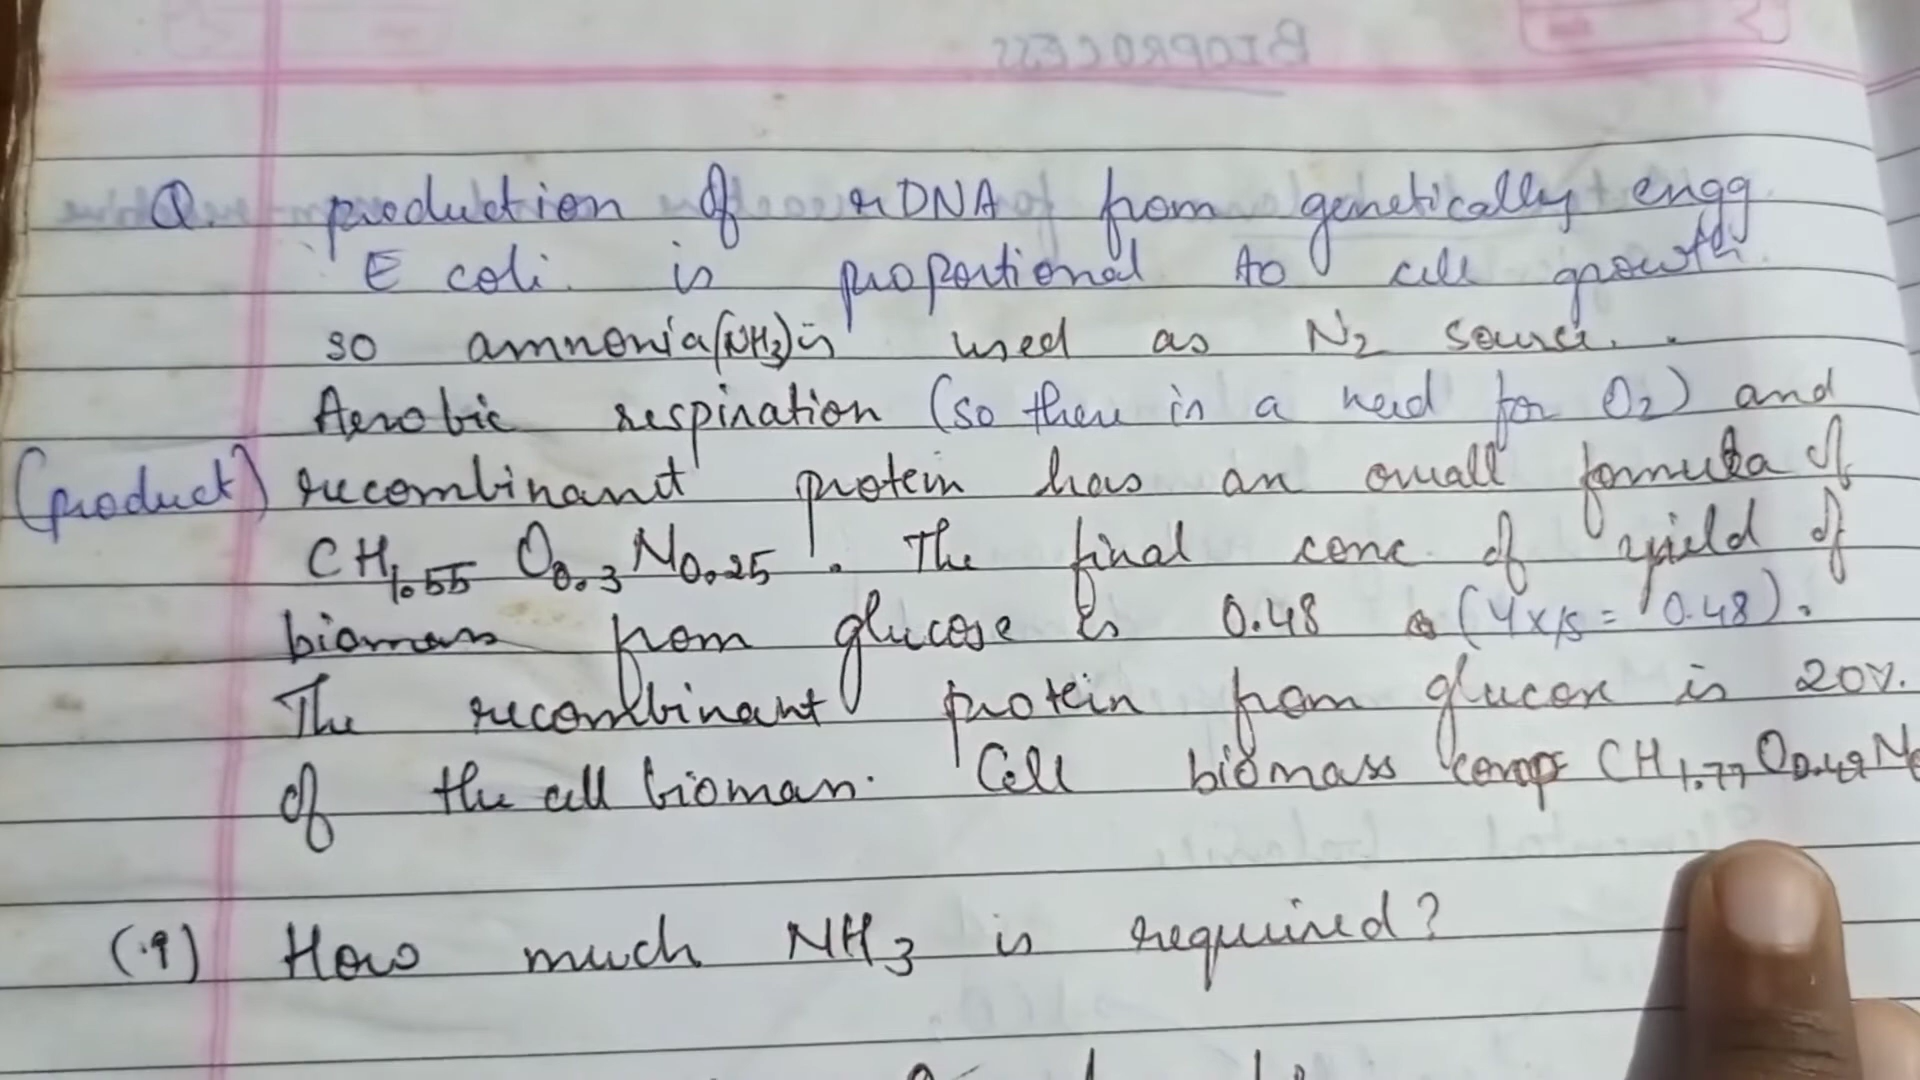 BIOPROCESS
Q. production of rDNA from genetically engg
E coli. is proportional to cell growth.
so amnonia (NH3) is used as N2 source.
Aerobic respiration (so there is a need for O2) and
(product) recombinant protein has an overall formula of
CH1.55 O0.3 N0.25. The final conc. of yield of
biomass from glucose is 0.48 (Yx/s = 0.48).
The recombinant protein from glucose is 20%.
of the cell biomass. Cell biomass comp CH1.77 O0.49 N
(9) How much NH3 is required?